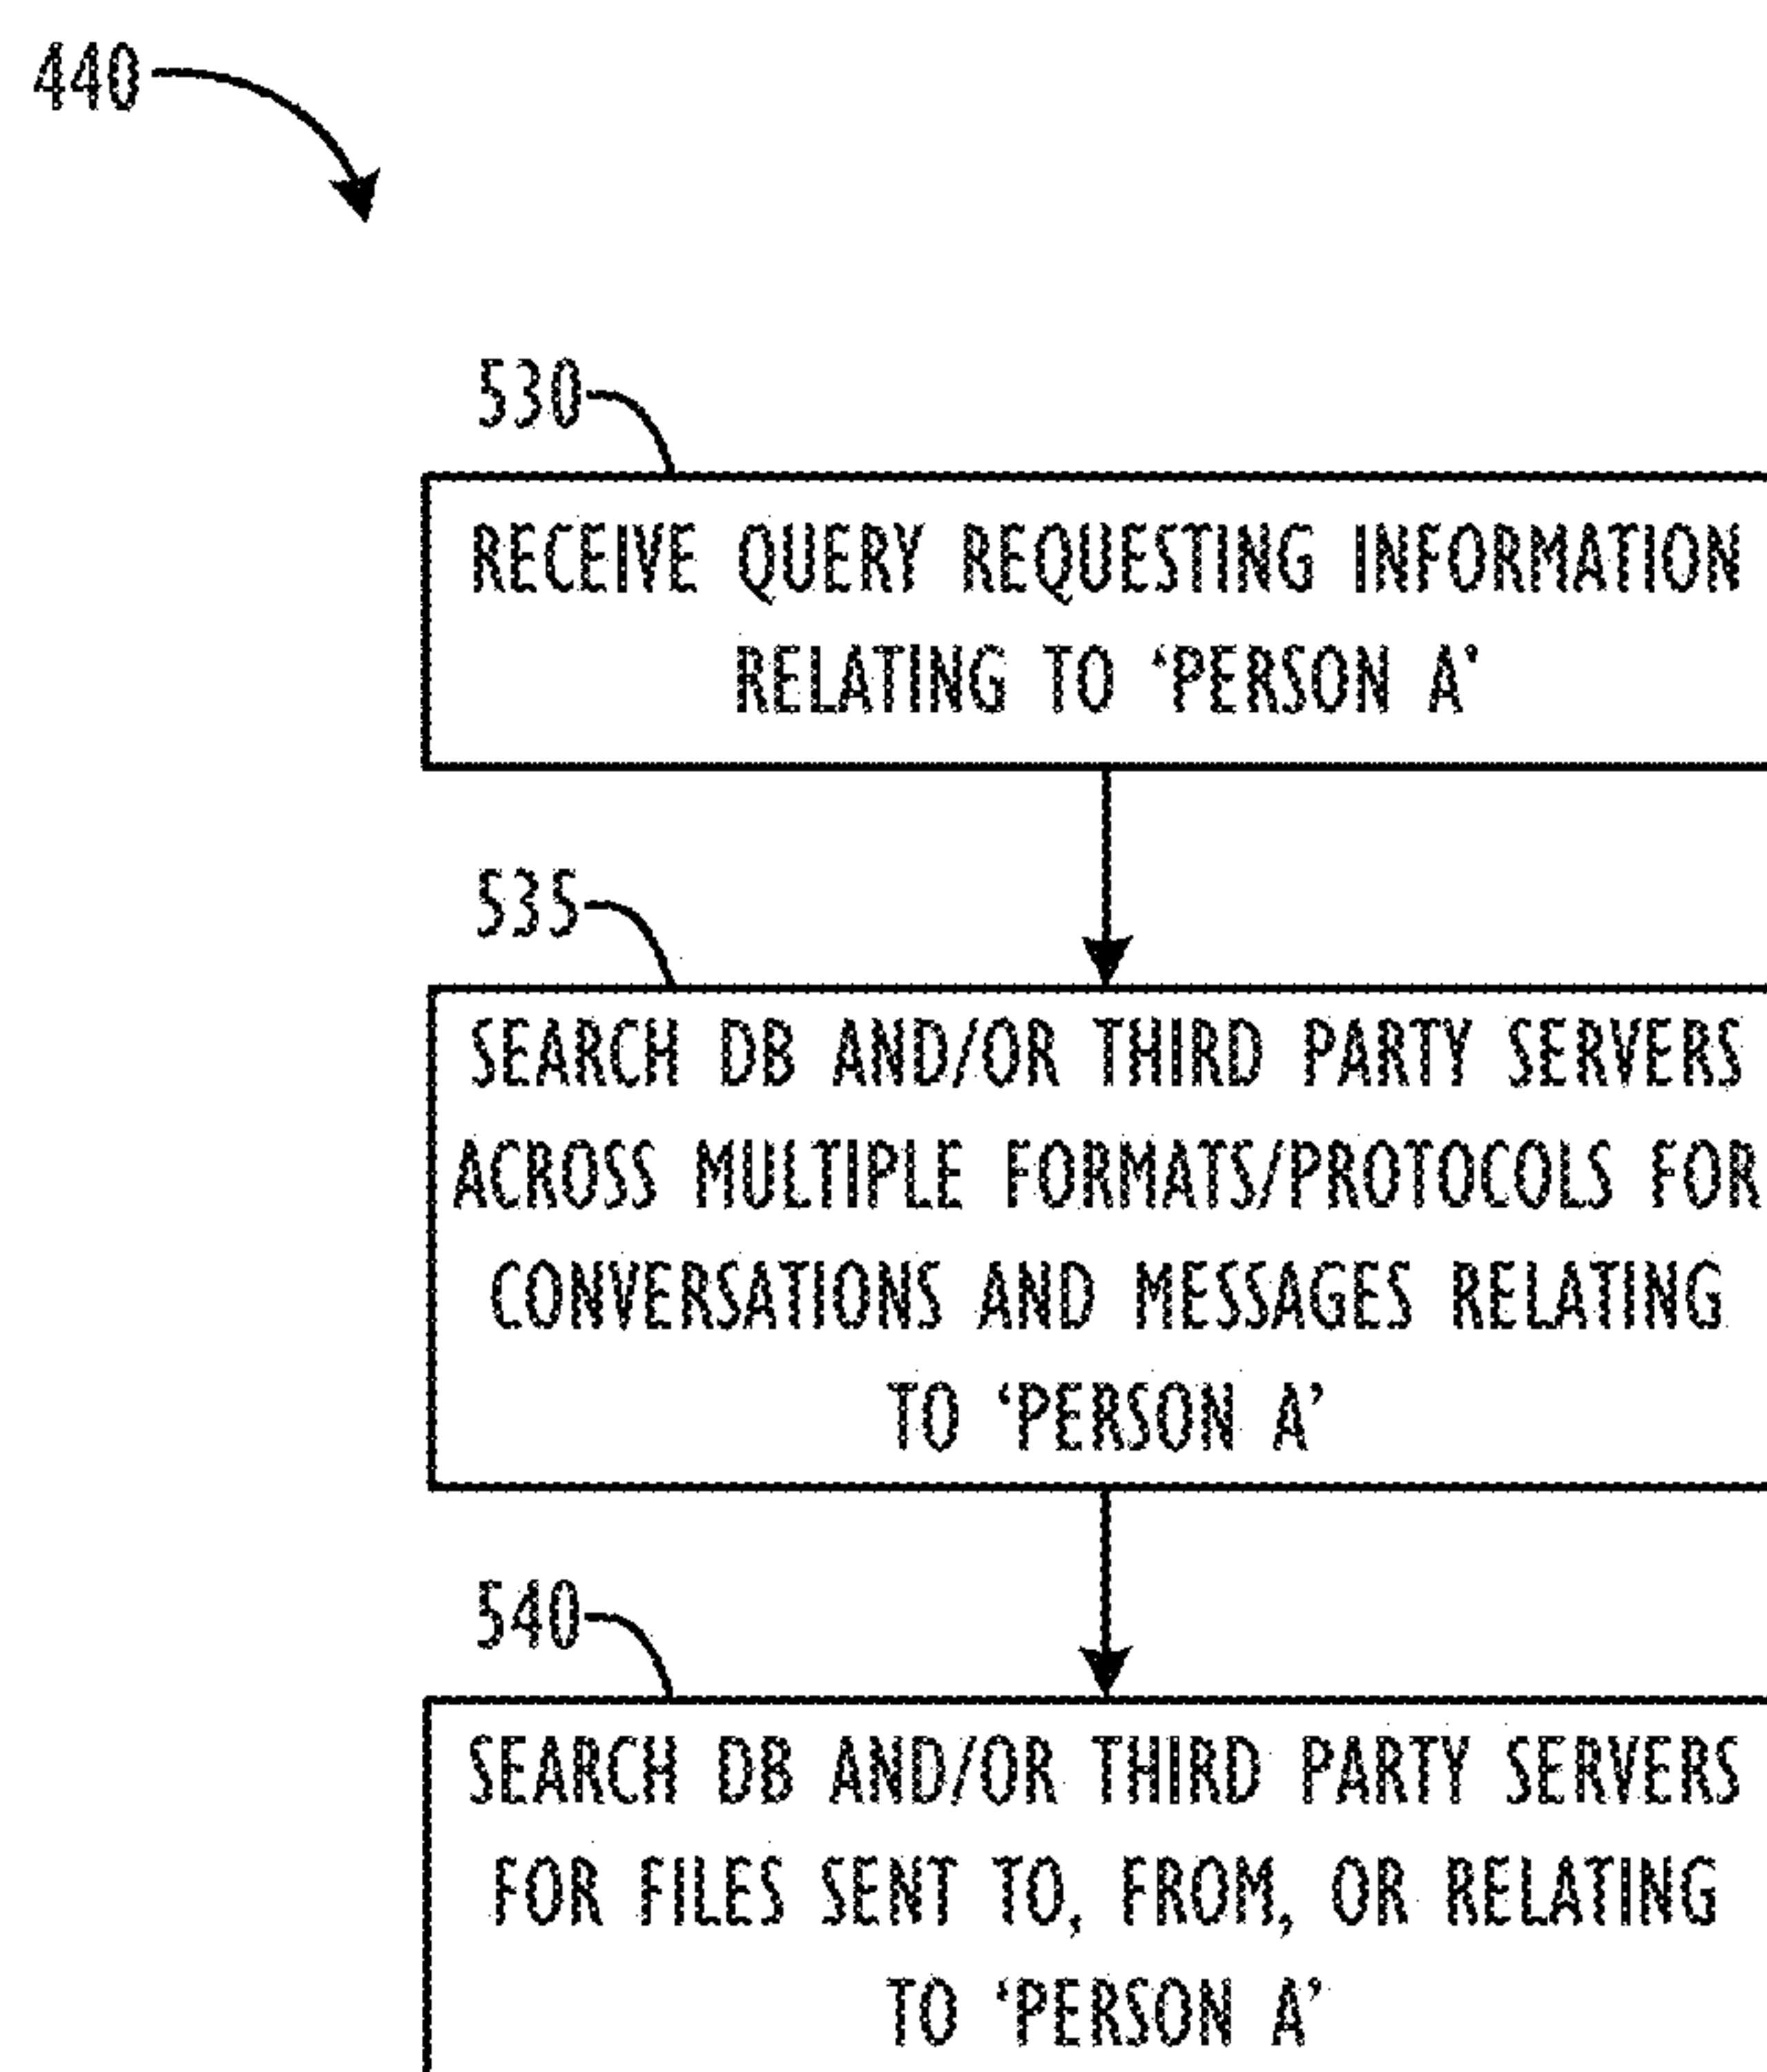 440
530
RECEIVE QUERY REQUESTING INFORMATION
RELATING TO ‘PERSON A’
535
SEARCH DB AND/OR THIRD PARTY SERVERS
ACROSS MULTIPLE FORMATS/PROTOCOLS FOR
CONVERSATIONS AND MESSAGES RELATING
TO ‘PERSON A’
540
SEARCH DB AND/OR THIRD PARTY SERVERS
FOR FILES SENT TO, FROM, OR RELATING
TO ‘PERSON A’